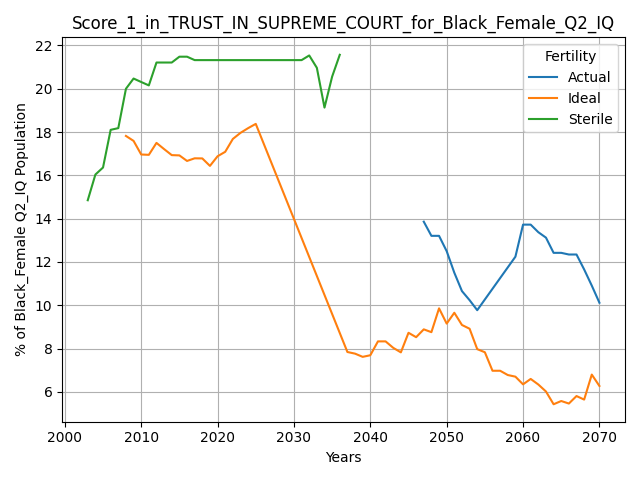 Score_1_in_TRUST_IN_SUPREME_COURT_for_Black_Female_Q2_IQ
% of Black_Female Q2_IQ Population
22
20
18
16
14
12
10
8
6
Fertility
Actual
Ideal
Sterile
2000 2010 2020 2030 2040 2050 2060 2070
Years